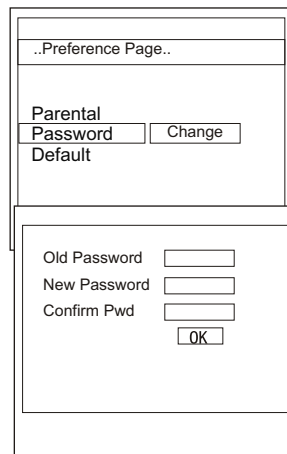 ..Preference Page..
Parental
Password Change
Default
Old Password
New Password
Confirm Pwd
OK